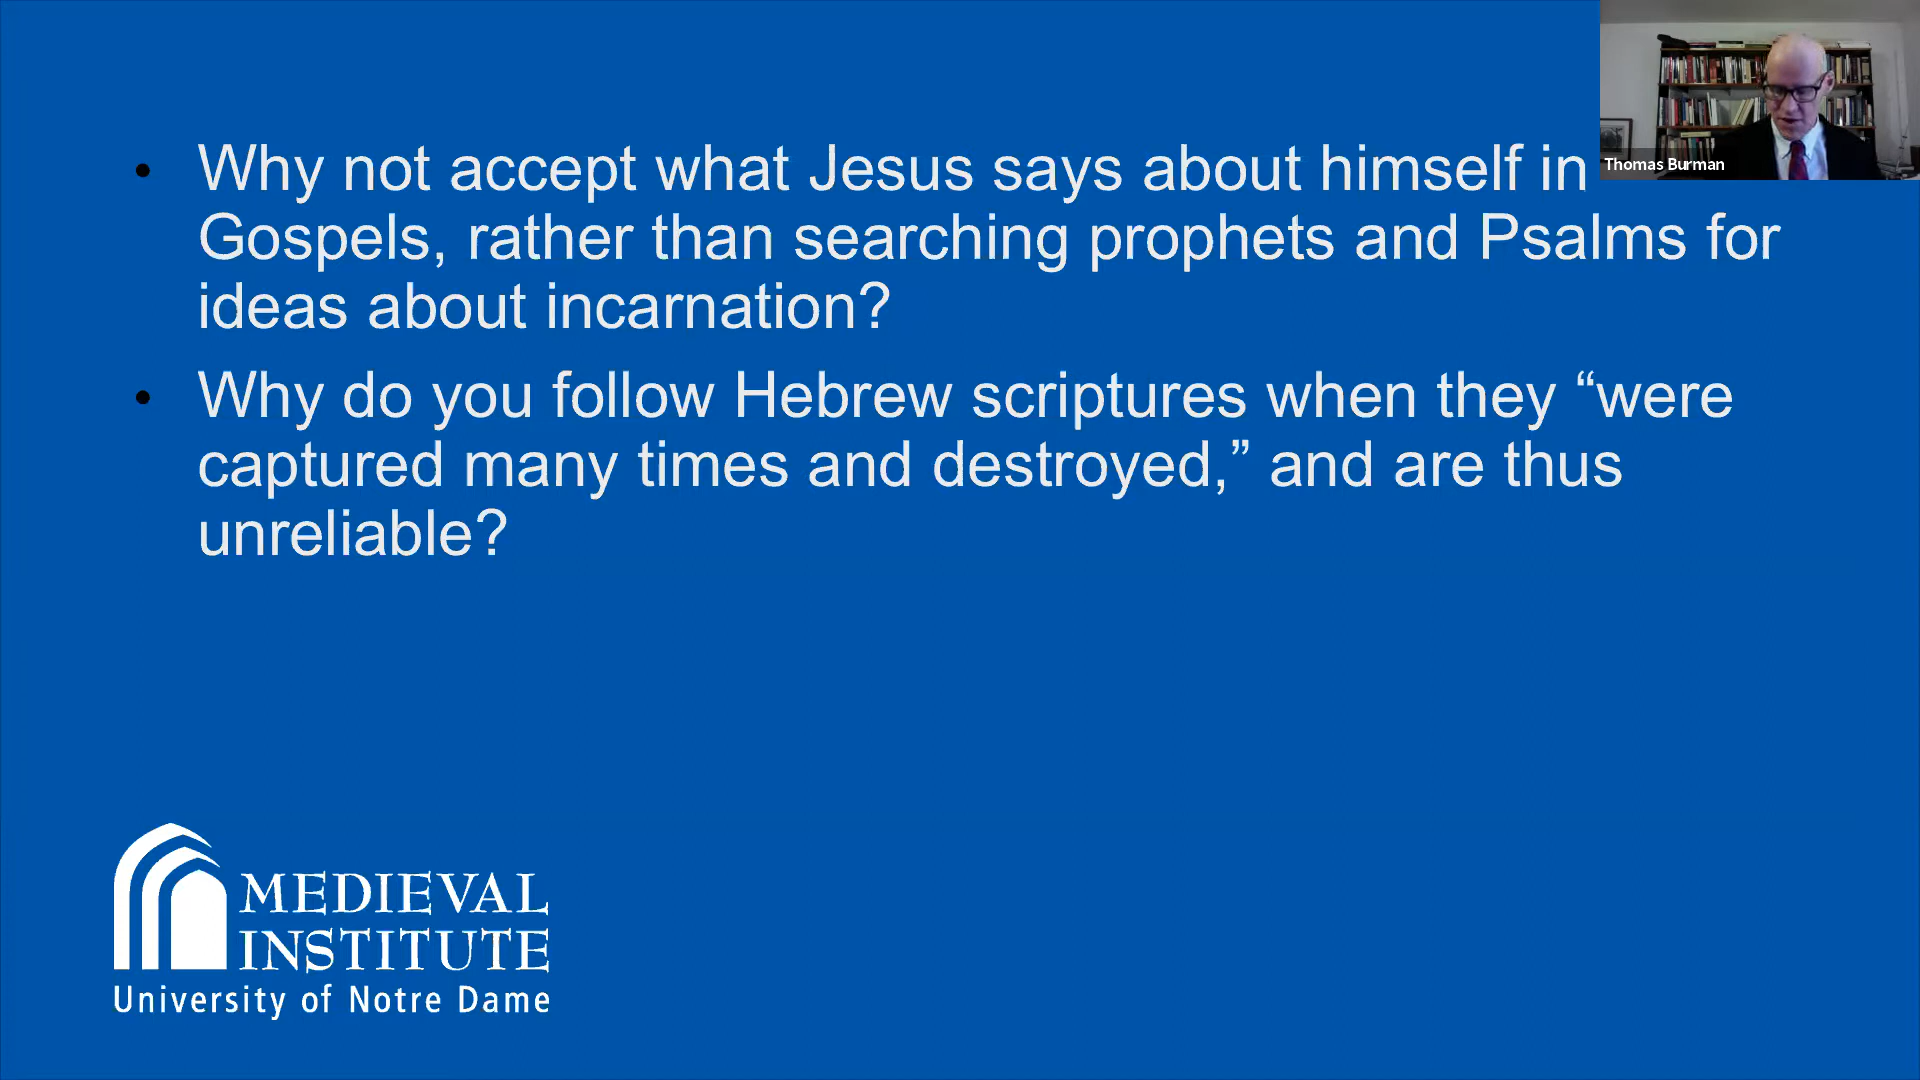 Why not accept what Jesus says about himself in
Gospels, rather than searching prophets and Psalms for
ideas about incarnation?
Why do you follow Hebrew scriptures when they “were
captured many times and destroyed,” and are thus
unreliable?
Thomas Burman
MEDIEVAL
INSTITUTE
University of Notre Dame